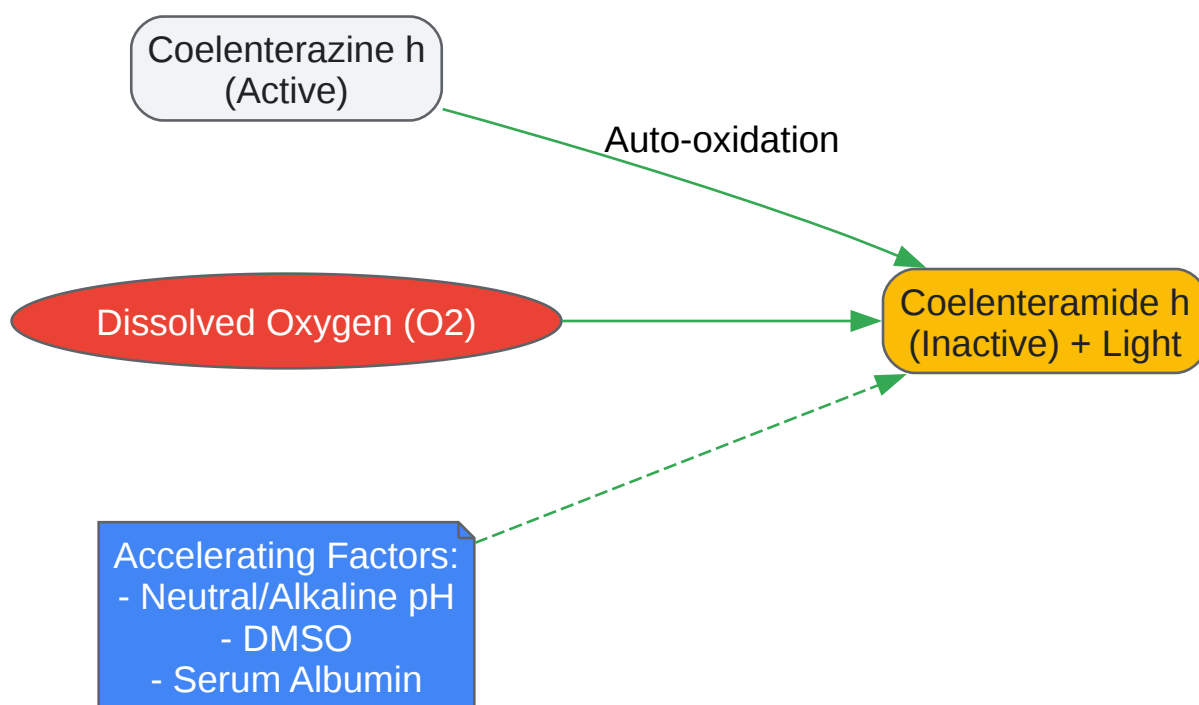 Coelenterazine h
(Active)
Auto-oxidation
Dissolved Oxygen (O2)
Coelenteramide h
(Inactive) + Light
Accelerating Factors:
- Neutral/Alkaline pH
- DMSO
- Serum Albumin